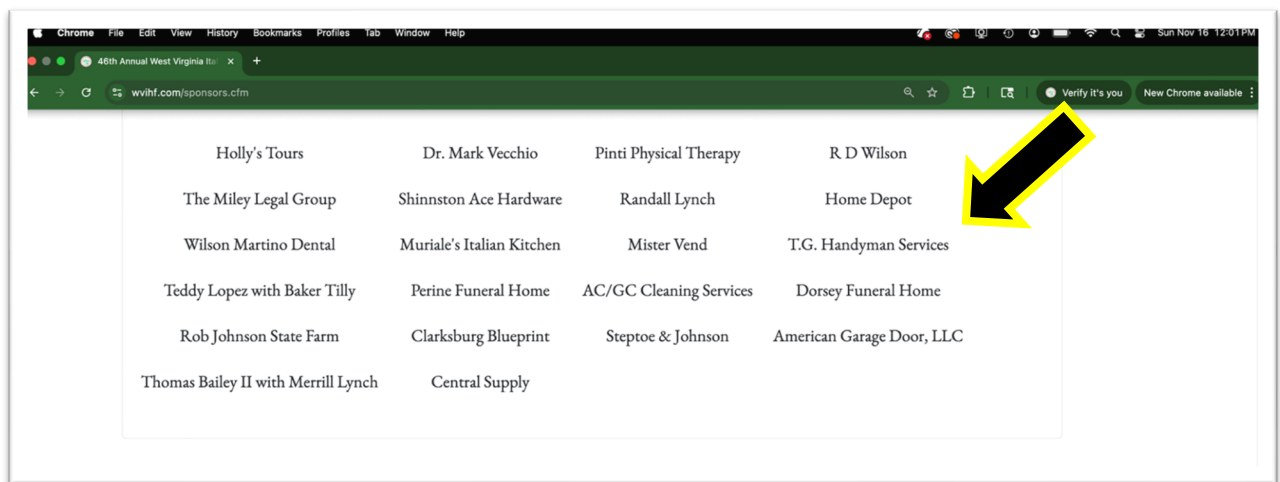 Chrome File Edit View History Bookmarks Profiles Tab Window Help Sun Nov 16 12:01 PM
46th Annual West Virginia Ita
wvihf.com/sponsors.cfm Verify it's you New Chrome available
Holly's Tours Dr. Mark Vecchio Pinti Physical Therapy R D Wilson
The Miley Legal Group Shinnston Ace Hardware Randall Lynch Home Depot
Wilson Martino Dental Muriale's Italian Kitchen Mister Vend T.G. Handyman Services
Teddy Lopez with Baker Tilly Perine Funeral Home AC/GC Cleaning Services Dorsey Funeral Home
Rob Johnson State Farm Clarksburg Blueprint Steptoe & Johnson American Garage Door, LLC
Thomas Bailey II with Merrill Lynch Central Supply